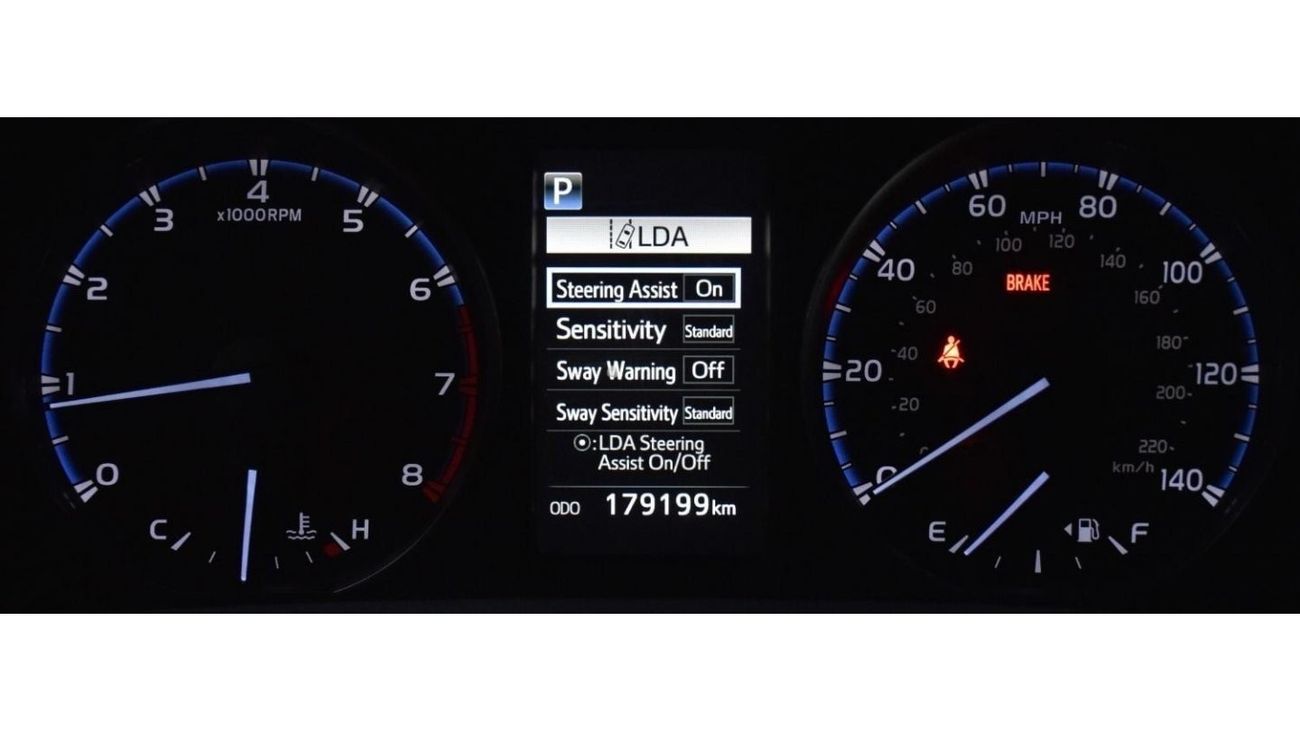 0
1
2
3
4
5
6
7
8
x1000RPM
C
H
P
LDA
Steering Assist On
Sensitivity Standard
Sway Warning Off
Sway Sensitivity Standard
:LDA Steering
Assist On/Off
ODO 179199km
0
20
40
60
80
100
120
140
MPH
0
20
40
60
80
100
120
140
160
180
200
220
km/h
BRAKE
E
F